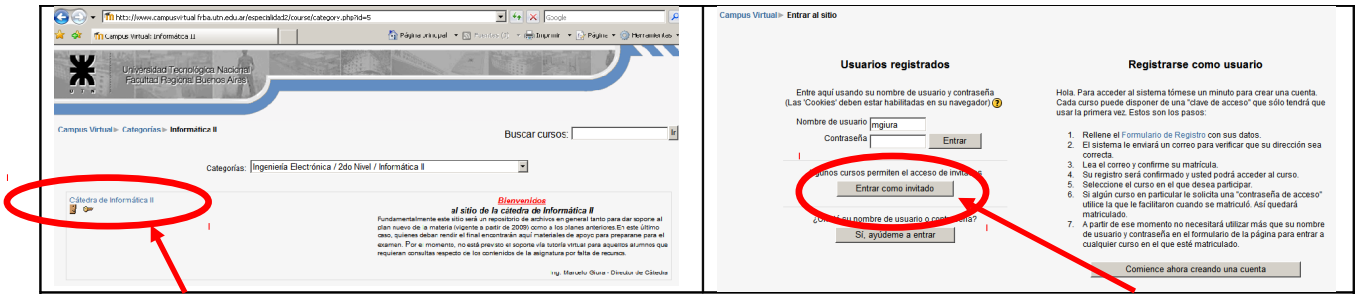 http://www.campusvirtual.frba.utn.edu.ar/especialidad2/course/category.php?id=5
Google
Campus Virtual: Informática II
Página principal
Imprimir
Página
Herramientas
Universidad Tecnológica Nacional
Facultad Regional Buenos Aires
U T N
Campus Virtual► Categorías► Informática II
Buscar cursos:
Ir
Categorías: Ingeniería Electrónica / 2do Nivel / Informática II
Cátedra de Informática II
Bienvenidos
al sitio de la cátedra de Informática II
Fundamentalmente este sitio será un repositorio de archivos en general tanto para dar sopone al
plan nuevo de la materia (vigente a patir de 2009) como a los planes anteriores.En este último
caso, quienes deban rendir el final encontrarán aquí materiales de apoyo para prepararse para el
examen. Por el momento, no está previsto el soporte vía tutoría virtual para aquellos alumnos que
requieran consultas respecto de los contenidos de la asignatura por falta de recursos.
Ing. Marcelo Giura - Director de Cátedra
Campus Virtual► Entrar al sitio
Usuarios registrados
Entre aquí usando su nombre de usuario y contraseña
(Las 'Cookies' deben estar habilitadas en su navegador)
Nombre de usuario mgiura
Contraseña
Entrar
cursos permiten el acceso de
Entrar como invitado
su nombre de usuario o contraseña?
Sí, ayúdeme a entrar
Registrarse como usuario
Hola. Para acceder al sistema tómese un minuto para crear una cuenta.
Cada curso puede disponer de una "clave de acceso" que sólo tendrá que
usar la primera vez. Estos son los pasos:
1. Rellene el Formulario de Registro con sus datos.
2. El sistema le enviará un correo para verificar que su dirección sea
correcta.
3. Lea el correo y confirme su matrícula.
4. Su registro será confirmado y usted podrá acceder al curso.
5. Seleccione el curso en el que desea participar.
6. Si algún curso en particular le solicita una "contraseña de acceso"
utilice la que le facilitaron cuando se matriculó. Así quedará
matriculado.
7. A partir de ese momento no necesitará utilizar más que su nombre
de usuario y contraseña en el formulario de la página para entrar a
cualquier curso en el que esté matriculado.
Comience ahora creando una cuenta